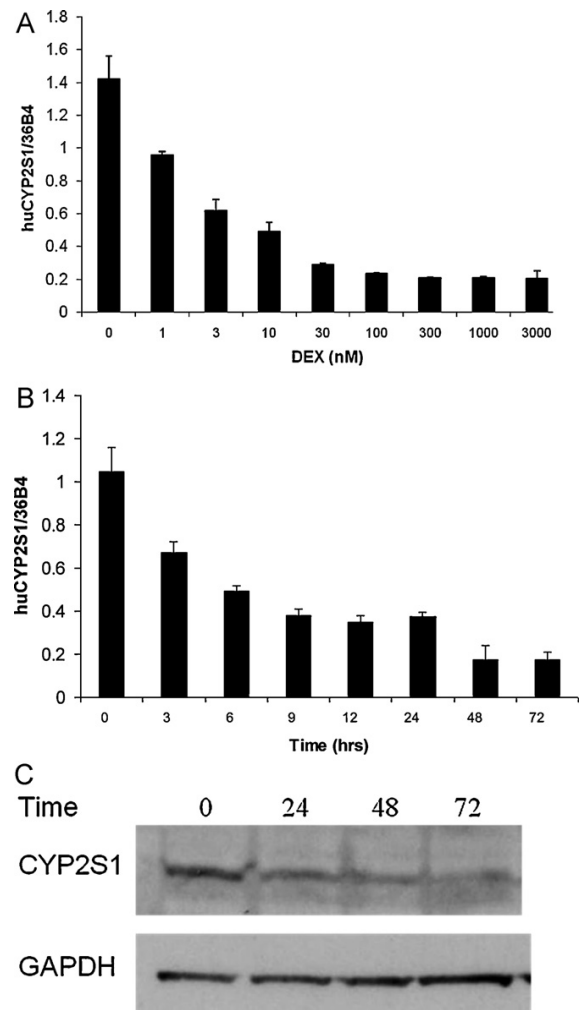 A
1.8
1.6
1.4
1.2
1
0.8
0.6
0.4
0.2
0
huCYP2S1/36B4
0 1 3 10 30 100 300 1000 3000
DEX (nM)
B
1.4
1.2
1
0.8
0.6
0.4
0.2
0
huCYP2S1/36B4
0 3 6 9 12 24 48 72
Time (hrs)
C
Time 0 24 48 72
CYP2S1
GAPDH